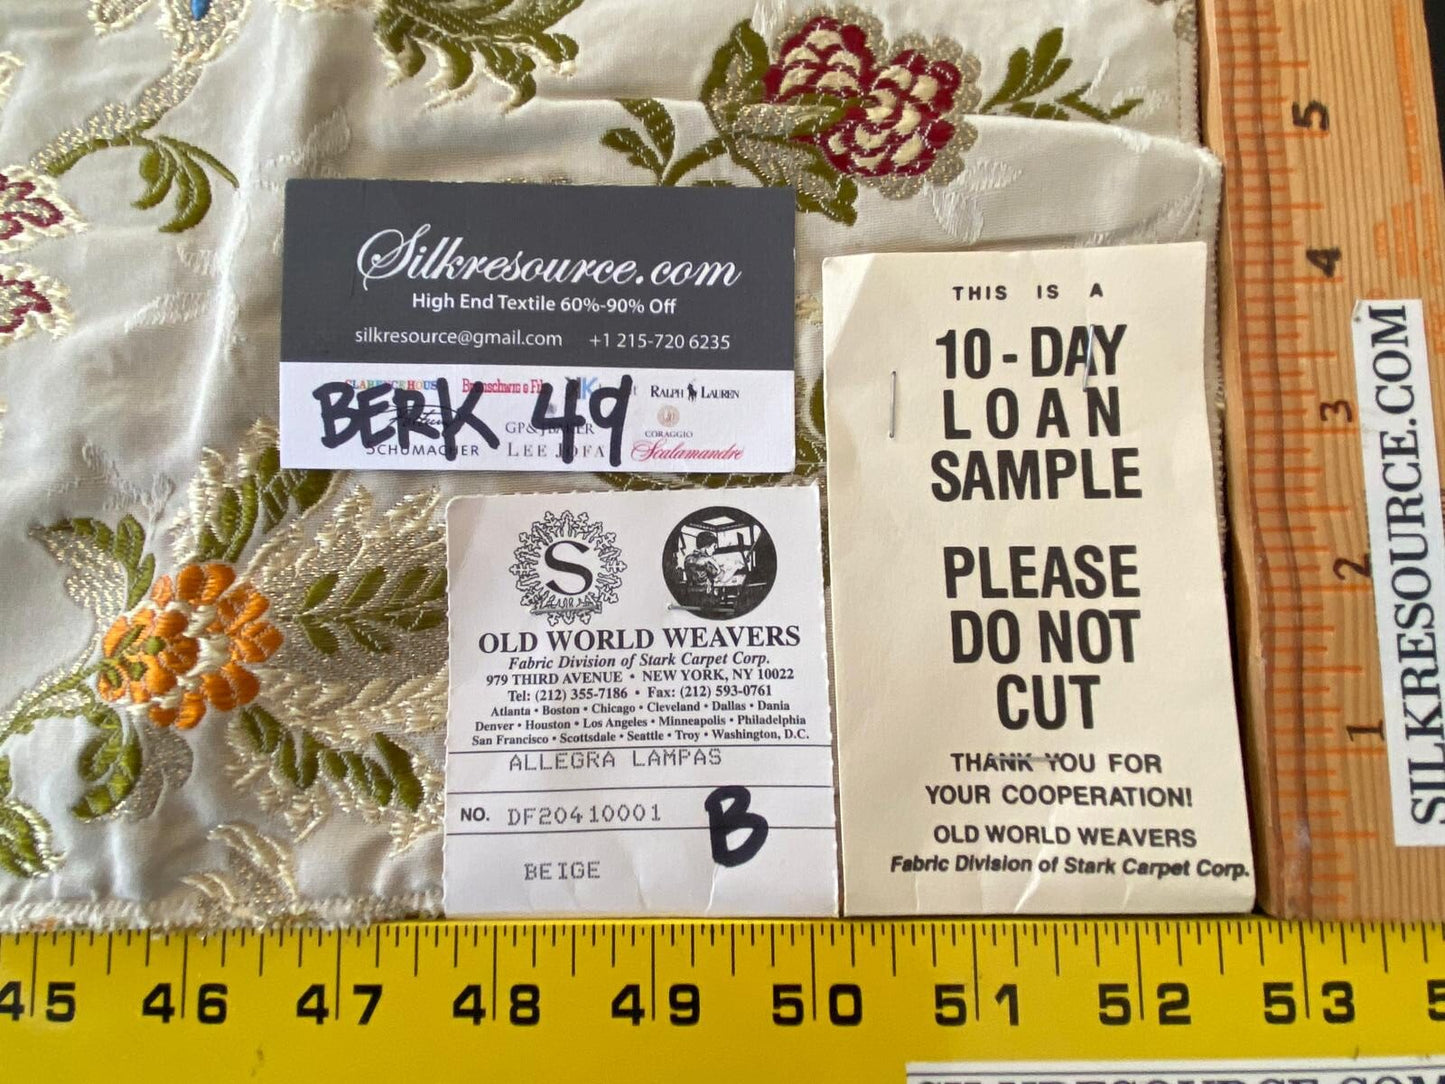 Silkresource.com
High End Textile 60%-90% Off
silkresource@gmail.com +1 215-720 6235
RALPH LAUREN
BERK 49
CORAGGIO
SCHUMACHER LEE JOFA Scalamandre
S
OLD WORLD WEAVERS
Fabric Division of Stark Carpet Corp.
979 THIRD AVENUE • NEW YORK, NY 10022
Tel: (212) 355-7186 • Fax: (212) 593-0761
Atlanta • Boston • Chicago • Cleveland • Dallas • Dania
Denver • Houston • Los Angeles • Minneapolis • Philadelphia
San Francisco • Scottsdale • Seattle • Troy • Washington, D.C.
ALLEGRA LAMPAS
NO. DF20410001
B
BEIGE
THIS IS A
10-DAY
LOAN
SAMPLE
PLEASE
DO NOT
CUT
THANK YOU FOR
YOUR COOPERATION!
OLD WORLD WEAVERS
Fabric Division of Stark Carpet Corp.
5
4
3
2
1
SILKRESOURCE.COM
45 46 47 48 49 50 51 52 53
SILKRESOURCE.COM